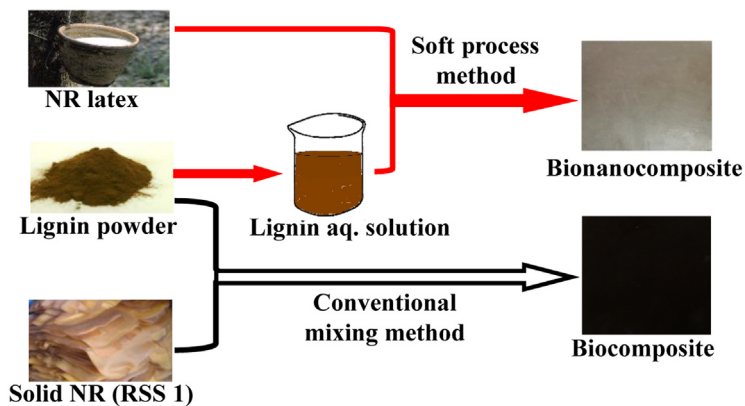 NR latex
Soft process
method
Bionanocomposite
Lignin powder
Lignin aq. solution
Conventional
mixing method
Solid NR (RSS 1)
Biocomposite